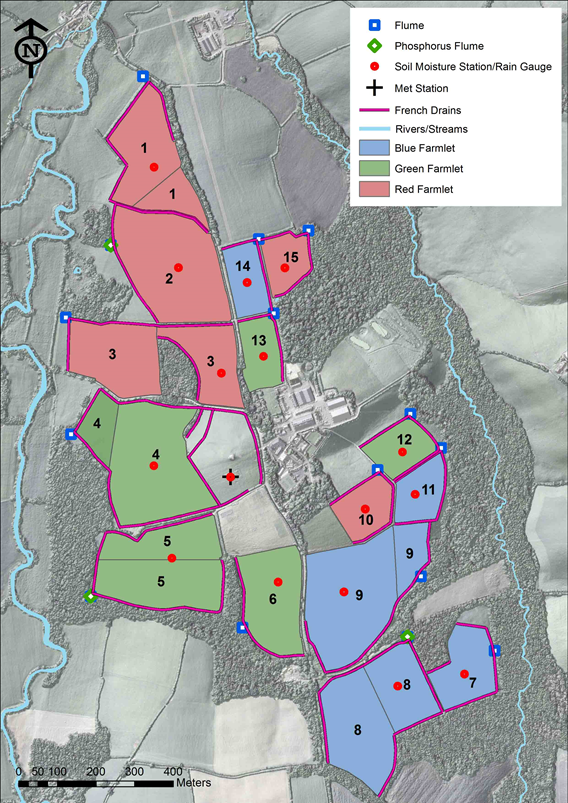 N
Flume
Phosphorus Flume
Soil Moisture Station/Rain Gauge
Met Station
French Drains
Rivers/Streams
Blue Farmlet
Green Farmlet
Red Farmlet
1
1
2
14
15
3
3
13
4
4
12
11
10
5
5
9
9
6
8
7
8
0 50 100 200 300 400
Meters